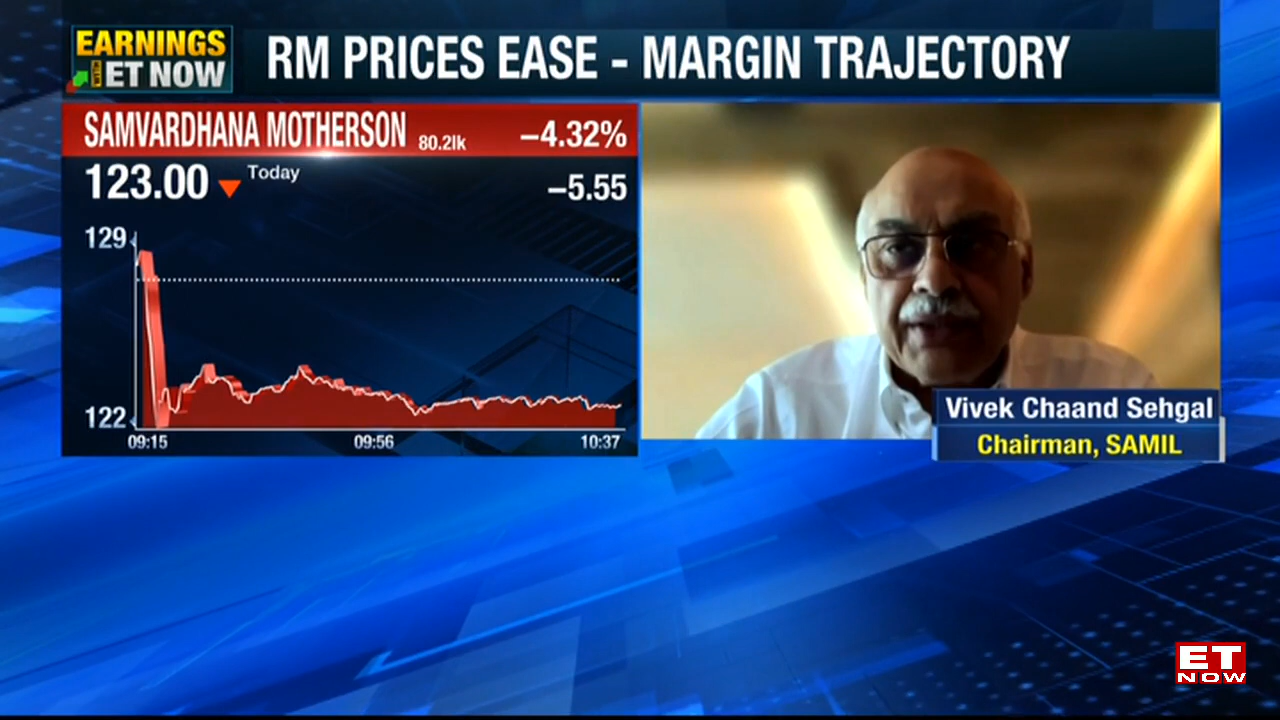 EARNINGS
WITH
ET NOW
RM PRICES EASE - MARGIN TRAJECTORY
SAMVARDHANA MOTHERSON 80.2lk -4.32%
123.00 Today -5.55
129
122
09:15 09:56 10:37
Vivek Chaand Sehgal
Chairman, SAMIL
ET
NOW